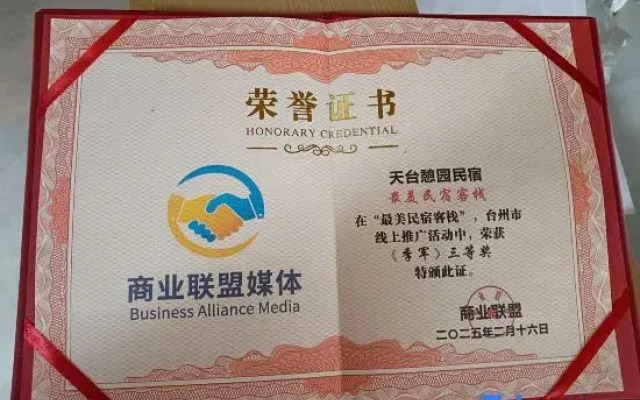 荣誉证书
HONORARY CREDENTIAL
商业联盟媒体
Business Alliance Media
天台憩园民宿
最美民宿客栈
在“最美民宿客栈”，台州市
线上推广活动中，荣获
《季军》三等奖
特颁此证。
商业联盟
二〇二五年二月十六日